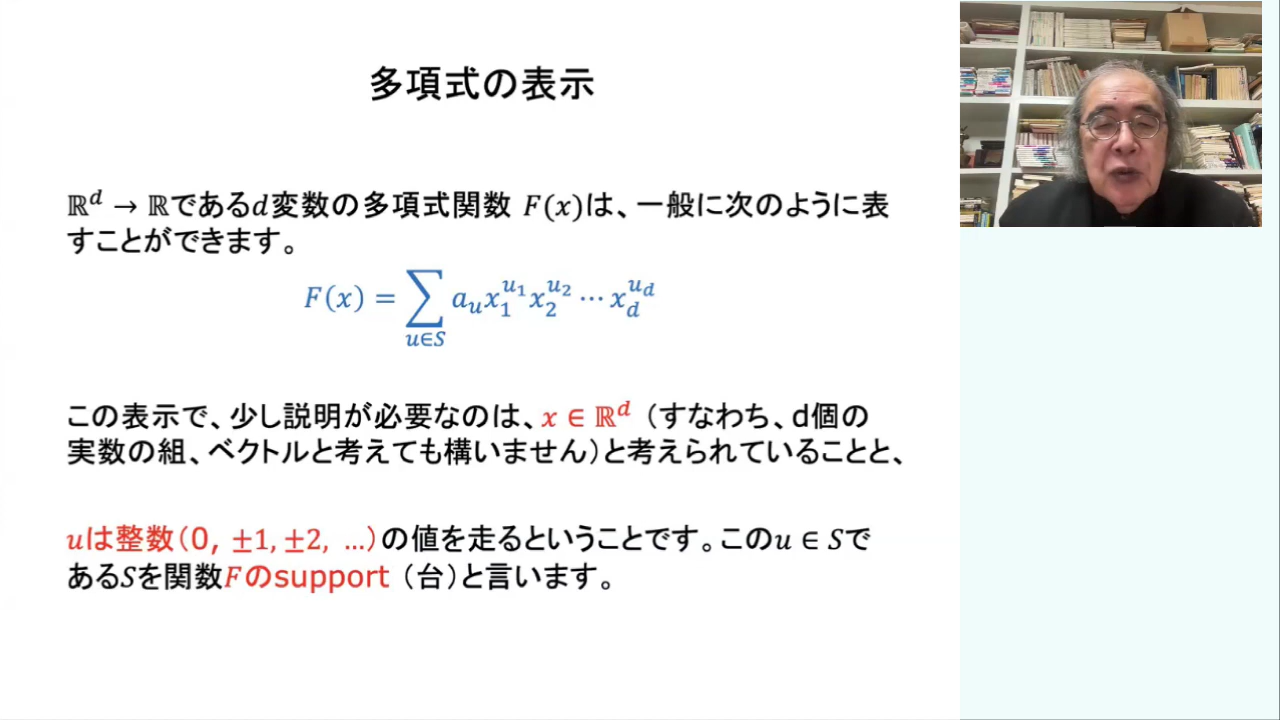 多項式の表示
ℝ^d → ℝである𝑑変数の多項式関数 𝐹(𝑥)は、一般に次のように表
すことができます。
𝐹(𝑥) = ∑_{𝑢∈𝑆} 𝑎_𝑢 𝑥_1^{𝑢_1} 𝑥_2^{𝑢_2} ⋯ 𝑥_𝑑^{𝑢_𝑑}
この表示で、少し説明が必要なのは、𝑥 ∈ ℝ^𝑑（すなわち、d個の
実数の組、ベクトルと考えても構いません）と考えられていることと、
𝑢は整数（0, ±1, ±2, …）の値を走るということです。この𝑢 ∈ 𝑆で
ある𝑆を関数𝐹のsupport（台）と言います。